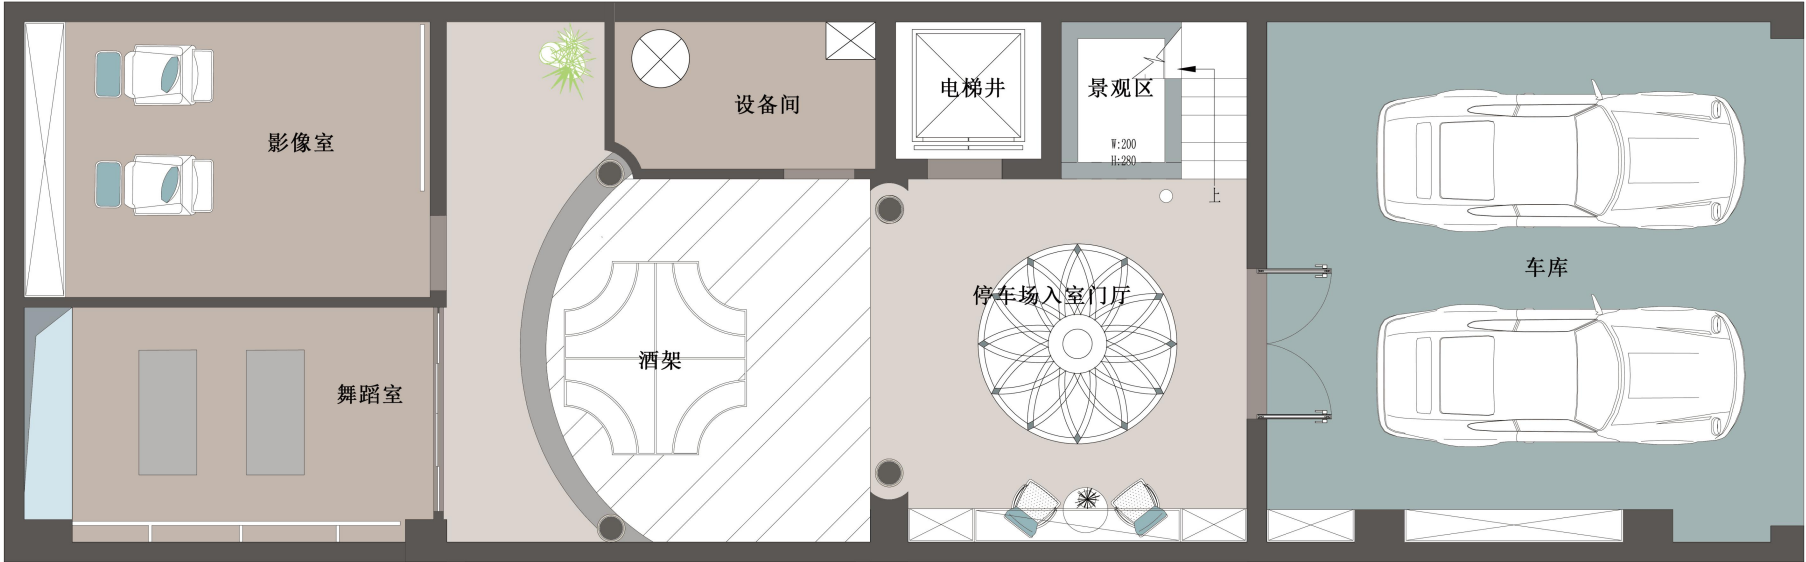 设备间
电梯井
景观区
影像室
W:200
H:280
上
车库
停车场入室门厅
酒架
舞蹈室